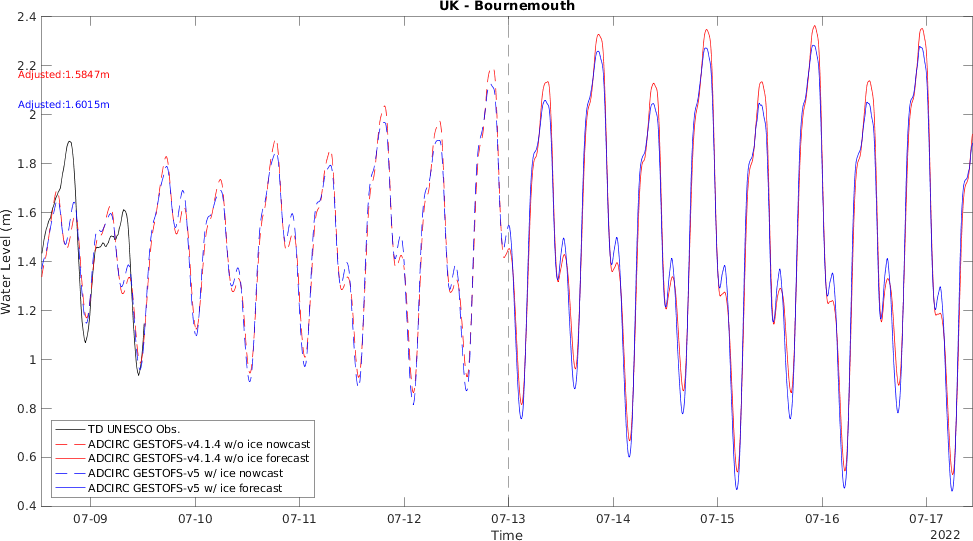 UK - Bournemouth
2.4
2.2
2
1.8
1.6
1.4
1.2
1
0.8
0.6
0.4
Water Level (m)
Adjusted:1.5847m
Adjusted:1.6015m
TD UNESCO Obs.
ADCIRC GESTOFS-v4.1.4 w/o ice nowcast
ADCIRC GESTOFS-v4.1.4 w/o ice forecast
ADCIRC GESTOFS-v5 w/ ice nowcast
ADCIRC GESTOFS-v5 w/ ice forecast
07-09 07-10 07-11 07-12 07-13 07-14 07-15 07-16 07-17
Time
2022